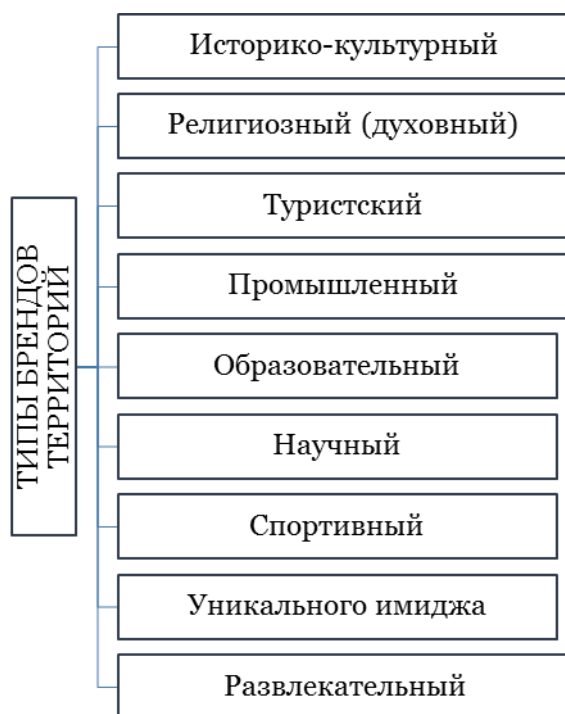 ТИПЫ БРЕНДОВ
ТЕРРИТОРИЙ
Историко-культурный
Религиозный (духовный)
Туристский
Промышленный
Образовательный
Научный
Спортивный
Уникального имиджа
Развлекательный